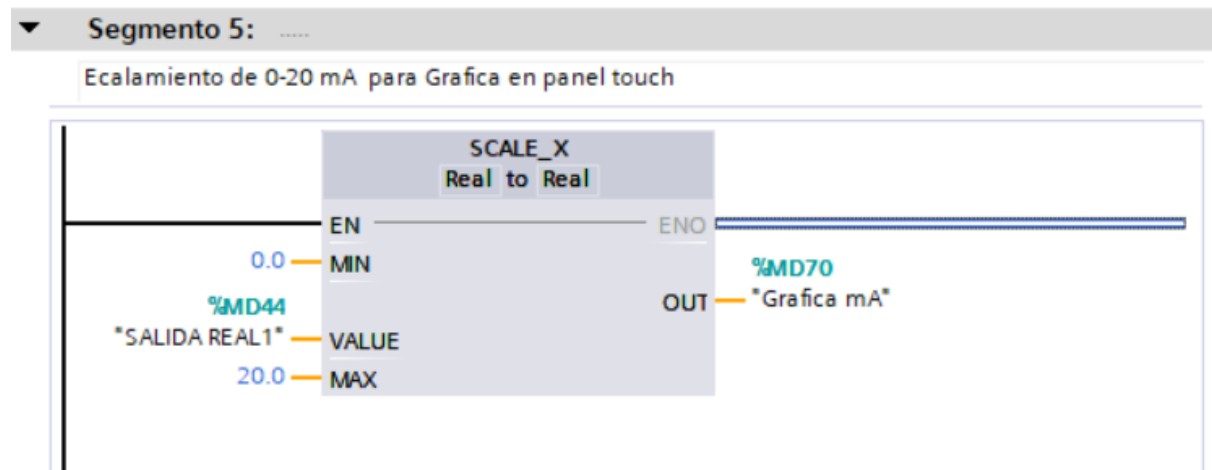 Segmento 5: .....
Ecalamiento de 0-20 mA para Grafica en panel touch
SCALE_X
Real to Real
EN
ENO
0.0
MIN
%MD70
%MD44
OUT
"Grafica mA"
"SALIDA REAL1"
VALUE
20.0
MAX